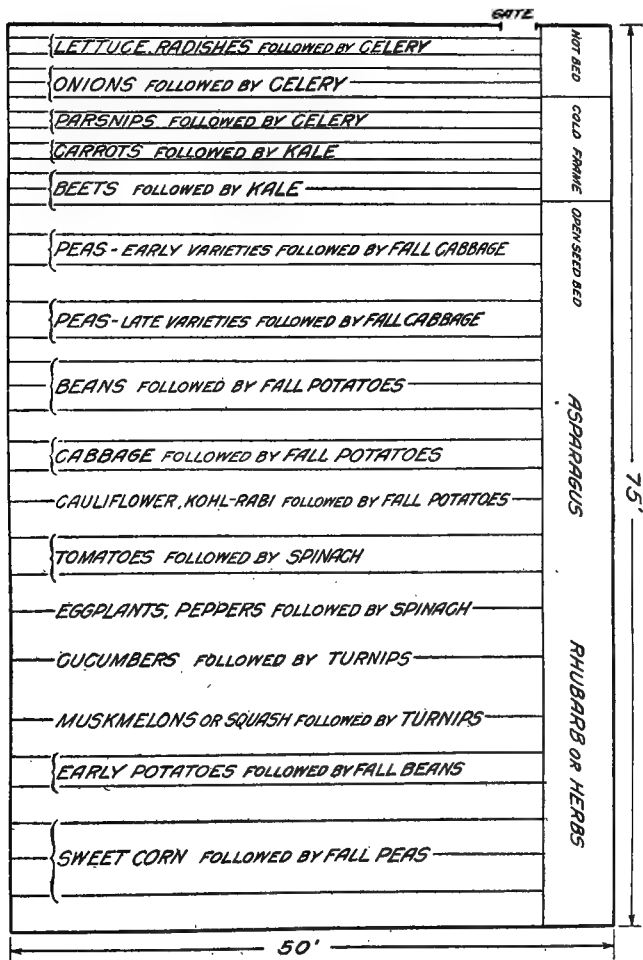 GATE
LETTUCE, RADISHES FOLLOWED BY CELERY
ONIONS FOLLOWED BY CELERY
PARSNIPS FOLLOWED BY CELERY
CARROTS FOLLOWED BY KALE
BEETS FOLLOWED BY KALE
PEAS - EARLY VARIETIES FOLLOWED BY FALL CABBAGE
PEAS - LATE VARIETIES FOLLOWED BY FALL CABBAGE
BEANS FOLLOWED BY FALL POTATOES
CABBAGE FOLLOWED BY FALL POTATOES
CAULIFLOWER, KOHL-RABI FOLLOWED BY FALL POTATOES
TOMATOES FOLLOWED BY SPINACH
EGGPLANTS, PEPPERS FOLLOWED BY SPINACH
CUCUMBERS FOLLOWED BY TURNIPS
MUSKMELONS OR SQUASH FOLLOWED BY TURNIPS
EARLY POTATOES FOLLOWED BY FALL BEANS
SWEET CORN FOLLOWED BY FALL PEAS
HOT BED
COLD FRAME
OPEN SEED BED
ASPARAGUS
RHUBARB OR HERBS
75'
50'